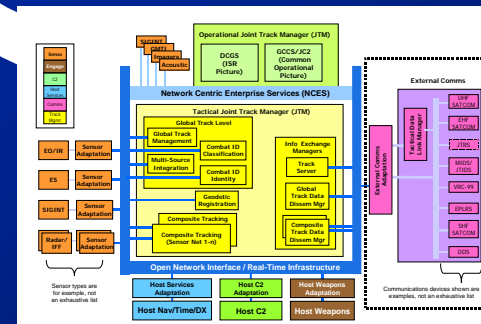 Sense
Engage
C2
Host
Services
Comms
Track
Mgmt
SIGINT
GMTI
Imagery
Acoustic
Operational Joint Track Manager (JTM)
DCGS
(ISR
Picture)
GCCS/JC2
(Common
Operational
Picture)
Network Centric Enterprise Services (NCES)
Tactical Joint Track Manager (JTM)
Global Track Level
Global Track
Management
Combat ID
Classification
Multi-Source
Integration
Combat ID
Identity
Geodetic
Registration
Composite Tracking
Composite Tracking
(Sensor Net 1-n)
Info Exchange
Managers
Track
Server
Global
Track Data
Dissem Mgr
Composite
Track Data
Dissem Mgr
EO/IR
Sensor
Adaptation
ES
Sensor
Adaptation
SIGINT
Sensor
Adaptation
Radar/
IFF
Sensor
Adaptation
Sensor types are
for example, not
an exhaustive list
Open Network Interface / Real-Time Infrastructure
Host Services
Adaptation
Host C2
Adaptation
Host Weapons
Adaptation
Host Nav/Time/DX
Host C2
Host Weapons
External Comms
External Comms
Adaptation
Tactical Data
Link Manager
UHF
SATCOM
EHF
SATCOM
JTRS
MIDS/
JTIDS
VRC-99
EPLRS
SHF
SATCOM
DDS
Communications devices shown are
examples, not an exhaustive list